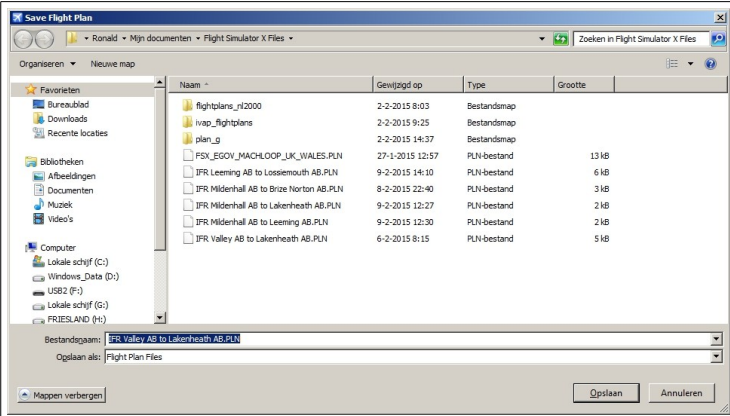 Save Flight Plan
Ronald Mijn documenten Flight Simulator X Files
Zoeken in Flight Simulator X Files
Organiseren Nieuwe map
Naam Gewijzigd op Type Grootte
Favorieten
Bureaublad
Downloads
Recente locaties
Bibliotheken
Afbeeldingen
Documenten
Muziek
Video's
Computer
Lokale schijf (C:)
Windows_Data (D:)
USB2 (F:)
Lokale schijf (G:)
FRIESLAND (H:)
flightplans_nl2000 2-2-2015 8:03 Bestandsmap
ivap_flightplans 2-2-2015 9:25 Bestandsmap
plan_g 2-2-2015 14:37 Bestandsmap
FSX_EGOV_MACHLOOP_UK_WALES.PLN 27-1-2015 12:57 PLN-bestand 13 kB
IFR Leeming AB to Lossiemouth AB.PLN 9-2-2015 14:10 PLN-bestand 6 kB
IFR Mildenhall AB to Brize Norton AB.PLN 8-2-2015 22:40 PLN-bestand 3 kB
IFR Mildenhall AB to Lakenheath AB.PLN 9-2-2015 12:27 PLN-bestand 2 kB
IFR Mildenhall AB to Leeming AB.PLN 9-2-2015 12:30 PLN-bestand 2 kB
IFR Valley AB to Lakenheath AB.PLN 6-2-2015 8:15 PLN-bestand 5 kB
Bestandsnaam: IFR Valley AB to Lakenheath AB.PLN
Opslaan als: Flight Plan Files
Mappen verbergen
Opslaan
Annuleren